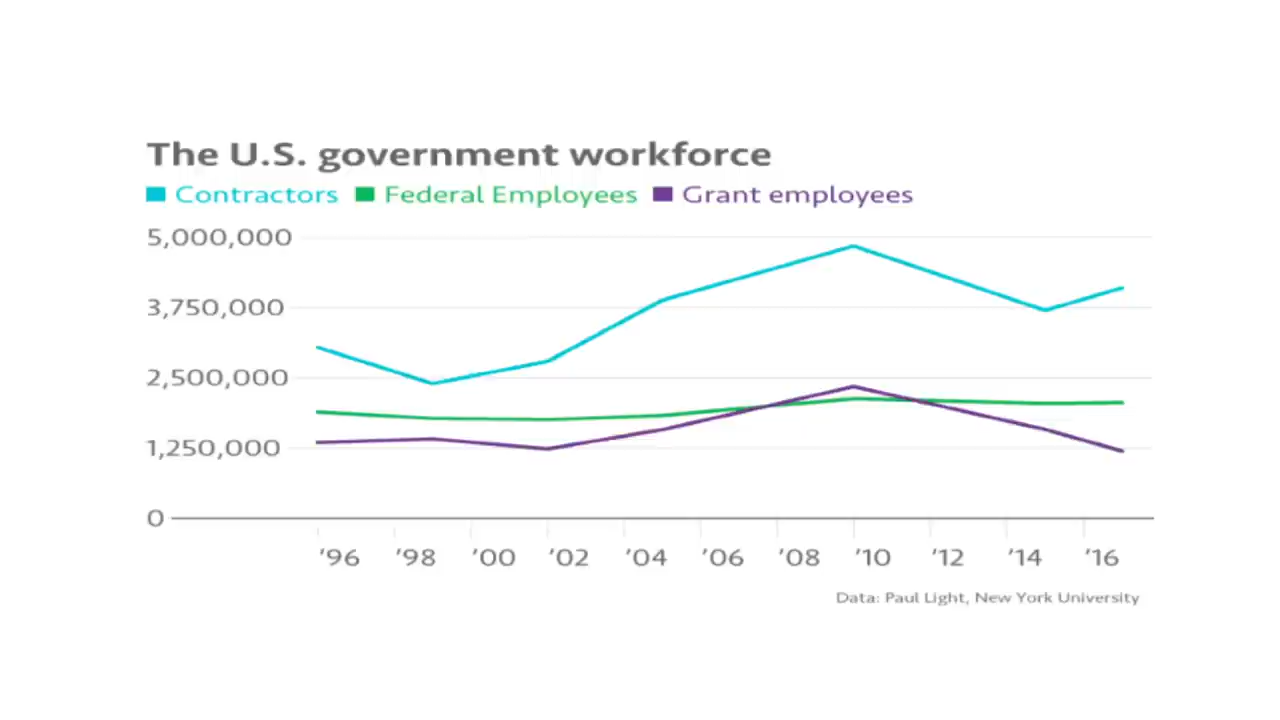 The U.S. government workforce
Contractors Federal Employees Grant employees
5,000,000
3,750,000
2,500,000
1,250,000
0
’96 ’98 ’00 ’02 ’04 ’06 ’08 ’10 ’12 ’14 ’16
Data: Paul Light, New York University